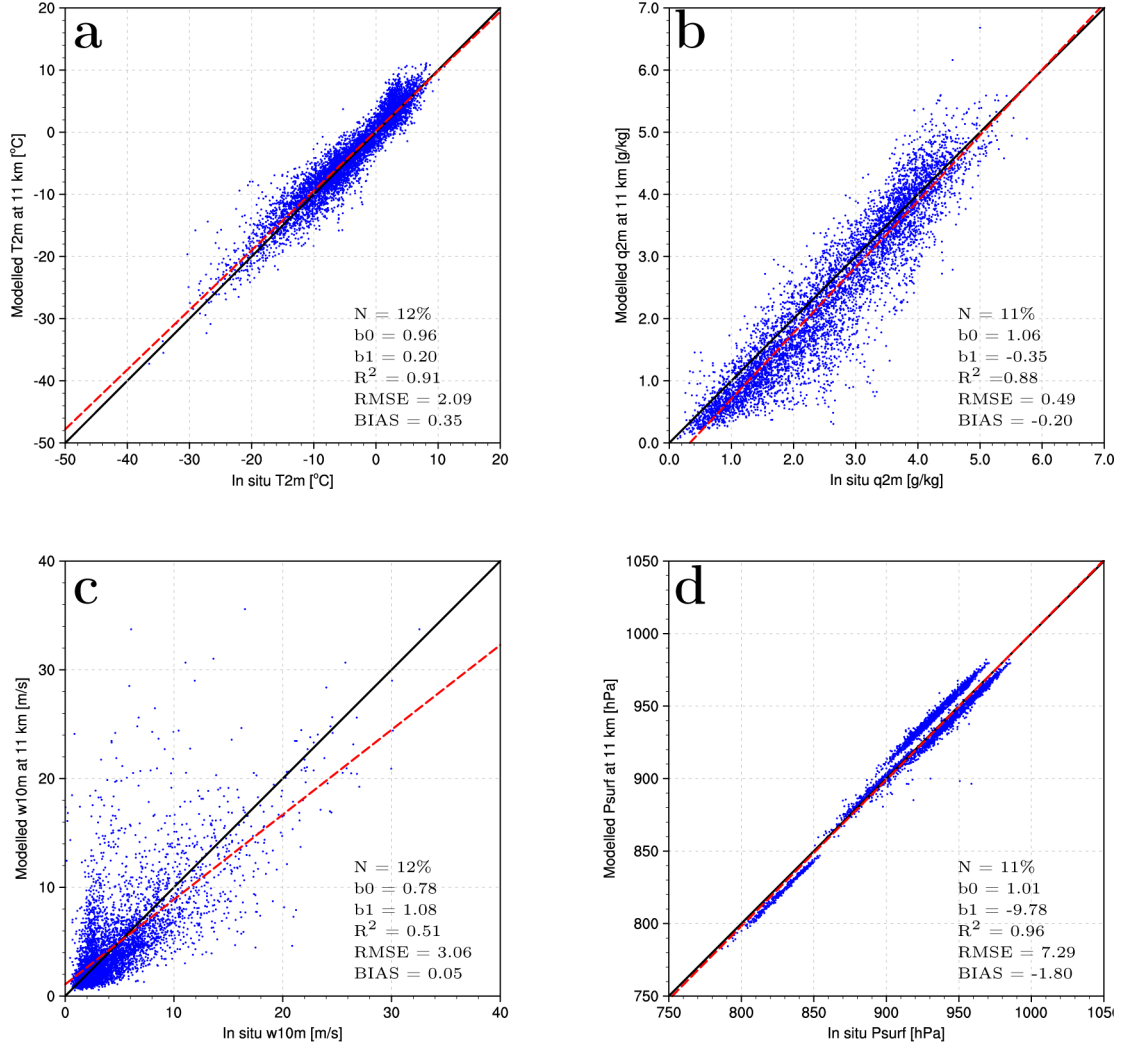 a
20
10
0
-10
-20
-30
-40
-50
Modelled T2m at 11 km [°C]
N = 12%
b0 = 0.96
b1 = 0.20
R² = 0.91
RMSE = 2.09
BIAS = 0.35
-50 -40 -30 -20 -10 0 10 20
In situ T2m [°C]
b
7.0
6.0
5.0
4.0
3.0
2.0
1.0
0.0
Modelled q2m at 11 km [g/kg]
N = 11%
b0 = 1.06
b1 = -0.35
R² =0.88
RMSE = 0.49
BIAS = -0.20
0.0 1.0 2.0 3.0 4.0 5.0 6.0 7.0
In situ q2m [g/kg]
c
40
30
20
10
0
Modelled w10m at 11 km [m/s]
N = 12%
b0 = 0.78
b1 = 1.08
R² = 0.51
RMSE = 3.06
BIAS = 0.05
0 10 20 30 40
In situ w10m [m/s]
d
1050
1000
950
900
850
800
750
Modelled Psurf at 11 km [hPa]
N = 11%
b0 = 1.01
b1 = -9.78
R² = 0.96
RMSE = 7.29
BIAS = -1.80
750 800 850 900 950 1000 1050
In situ Psurf [hPa]